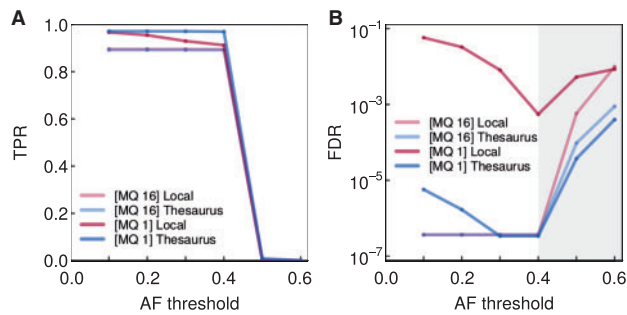 A
TPR
1.0
0.8
0.6
0.4
0.2
0.0
[MQ 16] Local
[MQ 16] Thesaurus
[MQ 1] Local
[MQ 1] Thesaurus
0.0 0.2 0.4 0.6
AF threshold
B
FDR
10⁻¹
10⁻³
10⁻⁵
10⁻⁷
[MQ 16] Local
[MQ 16] Thesaurus
[MQ 1] Local
[MQ 1] Thesaurus
0.0 0.2 0.4 0.6
AF threshold